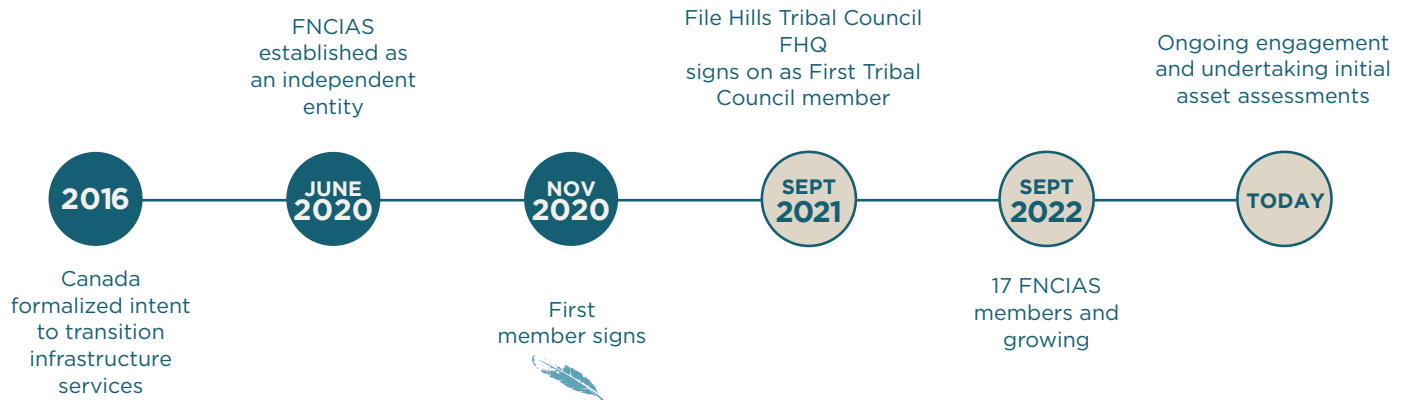 2016
Canada
formalized intent
to transition
infrastructure
services
FNCIAS
established as
an independent
entity
JUNE
2020
NOV
2020
First
member signs
File Hills Tribal Council
FHQ
signs on as First Tribal
Council member
SEPT
2021
SEPT
2022
17 FNCIAS
members and
growing
Ongoing engagement
and undertaking initial
asset assessments
TODAY